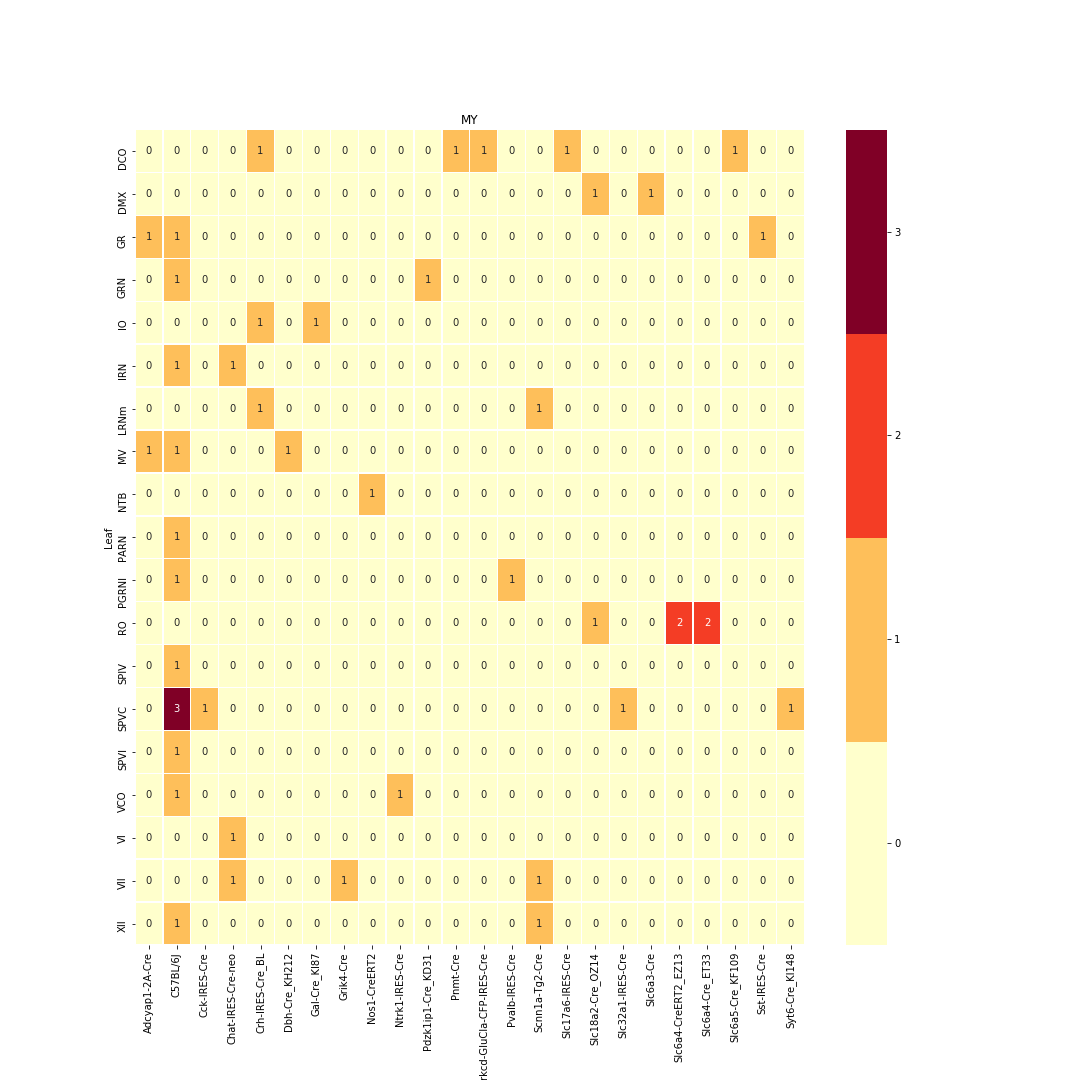 MY
DCO 0 0 0 0 1 0 0 0 0 0 0 1 1 0 0 1 0 0 0 0 0 1 0 0
DMX 0 0 0 0 0 0 0 0 0 0 0 0 0 0 0 0 1 0 1 0 0 0 0 0
GR 1 1 0 0 0 0 0 0 0 0 0 0 0 0 0 0 0 0 0 0 0 0 1 0
GRN 0 1 0 0 0 0 0 0 0 0 1 0 0 0 0 0 0 0 0 0 0 0 0 0
IO 0 0 0 0 1 0 1 0 0 0 0 0 0 0 0 0 0 0 0 0 0 0 0 0
IRN 0 1 0 1 0 0 0 0 0 0 0 0 0 0 0 0 0 0 0 0 0 0 0 0
LRNm 0 0 0 0 1 0 0 0 0 0 0 0 0 0 1 0 0 0 0 0 0 0 0 0
MV 1 1 0 0 0 1 0 0 0 0 0 0 0 0 0 0 0 0 0 0 0 0 0 0
NTB 0 0 0 0 0 0 0 0 1 0 0 0 0 0 0 0 0 0 0 0 0 0 0 0
PARN 0 1 0 0 0 0 0 0 0 0 0 0 0 0 0 0 0 0 0 0 0 0 0 0
PGRNl 0 1 0 0 0 0 0 0 0 0 0 0 0 1 0 0 0 0 0 0 0 0 0 0
RO 0 0 0 0 0 0 0 0 0 0 0 0 0 0 0 0 1 0 0 2 2 0 0 0
SPIV 0 1 0 0 0 0 0 0 0 0 0 0 0 0 0 0 0 0 0 0 0 0 0 0
SPVC 0 3 1 0 0 0 0 0 0 0 0 0 0 0 0 0 0 1 0 0 0 0 0 1
SPVI 0 1 0 0 0 0 0 0 0 0 0 0 0 0 0 0 0 0 0 0 0 0 0 0
VCO 0 1 0 0 0 0 0 0 0 1 0 0 0 0 0 0 0 0 0 0 0 0 0 0
VI 0 0 0 1 0 0 0 0 0 0 0 0 0 0 0 0 0 0 0 0 0 0 0 0
VII 0 0 0 1 0 0 0 1 0 0 0 0 0 0 1 0 0 0 0 0 0 0 0 0
XII 0 1 0 0 0 0 0 0 0 0 0 0 0 0 1 0 0 0 0 0 0 0 0 0
Leaf
Adcyap1-2A-Cre
C57BL/6J
Cck-IRES-Cre
Chat-IRES-Cre-neo
Crh-IRES-Cre_BL
Dbh-Cre_KH212
Gal-Cre_KI87
Grik4-Cre
Nos1-CreERT2
Ntrk1-IRES-Cre
Pdzk1ip1-Cre_KD31
Pnmt-Cre
rkcd-GluCla-CFP-IRES-Cre
Pvalb-IRES-Cre
Scnn1a-Tg2-Cre
Slc17a6-IRES-Cre
Slc18a2-Cre_OZ14
Slc32a1-IRES-Cre
Slc6a3-Cre
Slc6a4-CreERT2_EZ13
Slc6a4-Cre_ET33
Slc6a5-Cre_KF109
Sst-IRES-Cre
Syt6-Cre_KI148
3
2
1
0